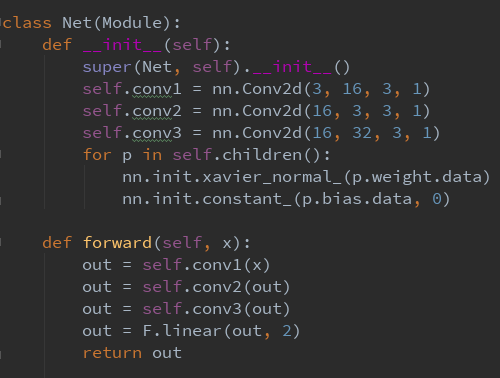 class Net(Module):
    def __init__(self):
        super(Net, self).__init__()
        self.conv1 = nn.Conv2d(3, 16, 3, 1)
        self.conv2 = nn.Conv2d(16, 3, 3, 1)
        self.conv3 = nn.Conv2d(16, 32, 3, 1)
        for p in self.children():
            nn.init.xavier_normal_(p.weight.data)
            nn.init.constant_(p.bias.data, 0)
    def forward(self, x):
        out = self.conv1(x)
        out = self.conv2(out)
        out = self.conv3(out)
        out = F.linear(out, 2)
        return out